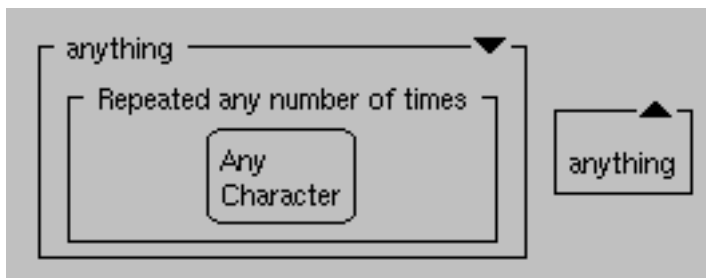 anything
Repeated any number of times
Any
Character
anything